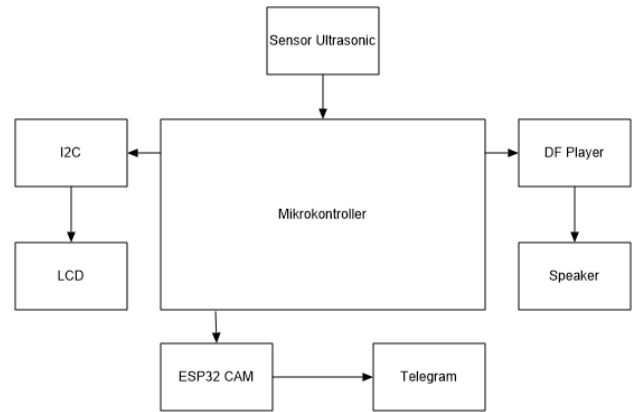 Sensor Ultrasonic
I2C
DF Player
Mikrokontroller
LCD
Speaker
ESP32 CAM
Telegram